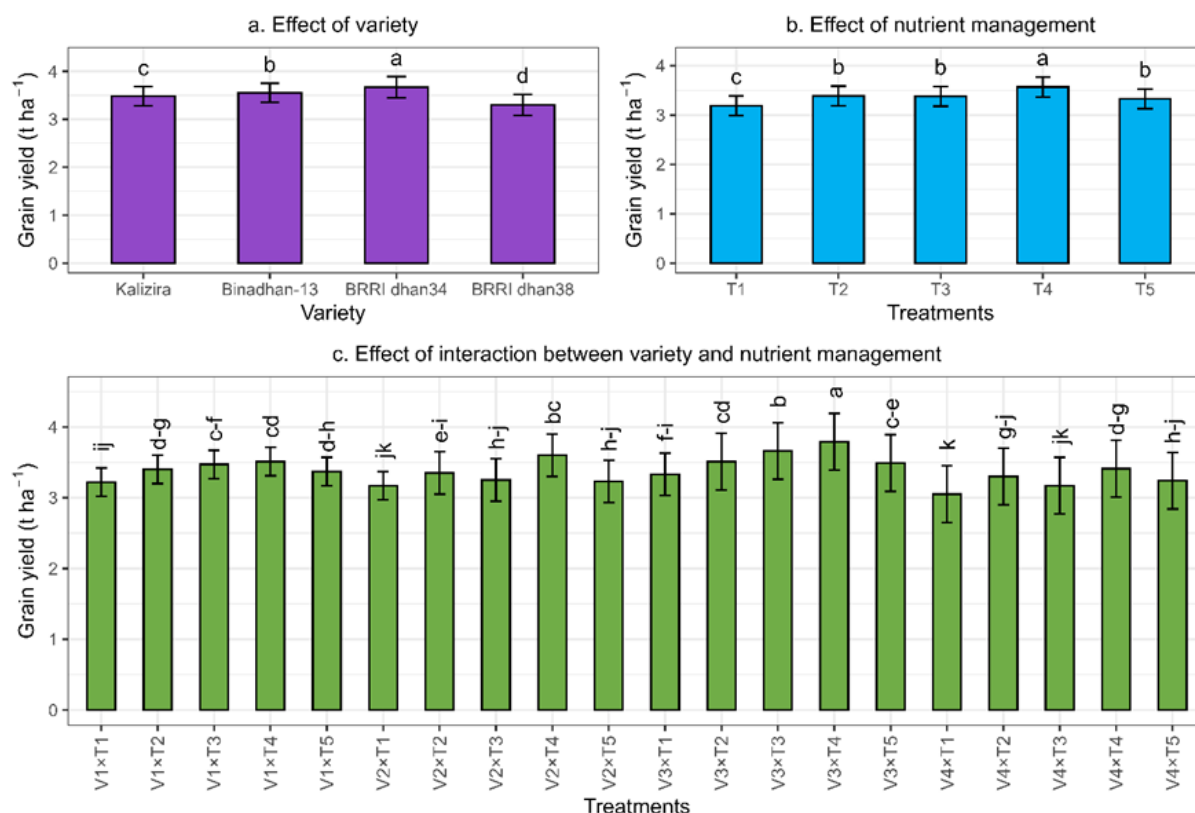 a. Effect of variety
Grain yield (t ha⁻¹)
4
3
2
1
0
c
b
a
d
Kalizira
Binadhan-13
BRRI dhan34
BRRI dhan38
Variety
b. Effect of nutrient management
Grain yield (t ha⁻¹)
4
3
2
1
0
c
b
b
a
b
T1
T2
T3
T4
T5
Treatments
c. Effect of interaction between variety and nutrient management
Grain yield (t ha⁻¹)
4
3
2
1
0
ij
d-g
c-f
cd
d-h
jk
e-i
h-j
bc
h-j
f-i
cd
b
a
c-e
k
g-j
jk
d-g
h-j
V1×T1
V1×T2
V1×T3
V1×T4
V1×T5
V2×T1
V2×T2
V2×T3
V2×T4
V2×T5
V3×T1
V3×T2
V3×T3
V3×T4
V3×T5
V4×T1
V4×T2
V4×T3
V4×T4
V4×T5
Treatments